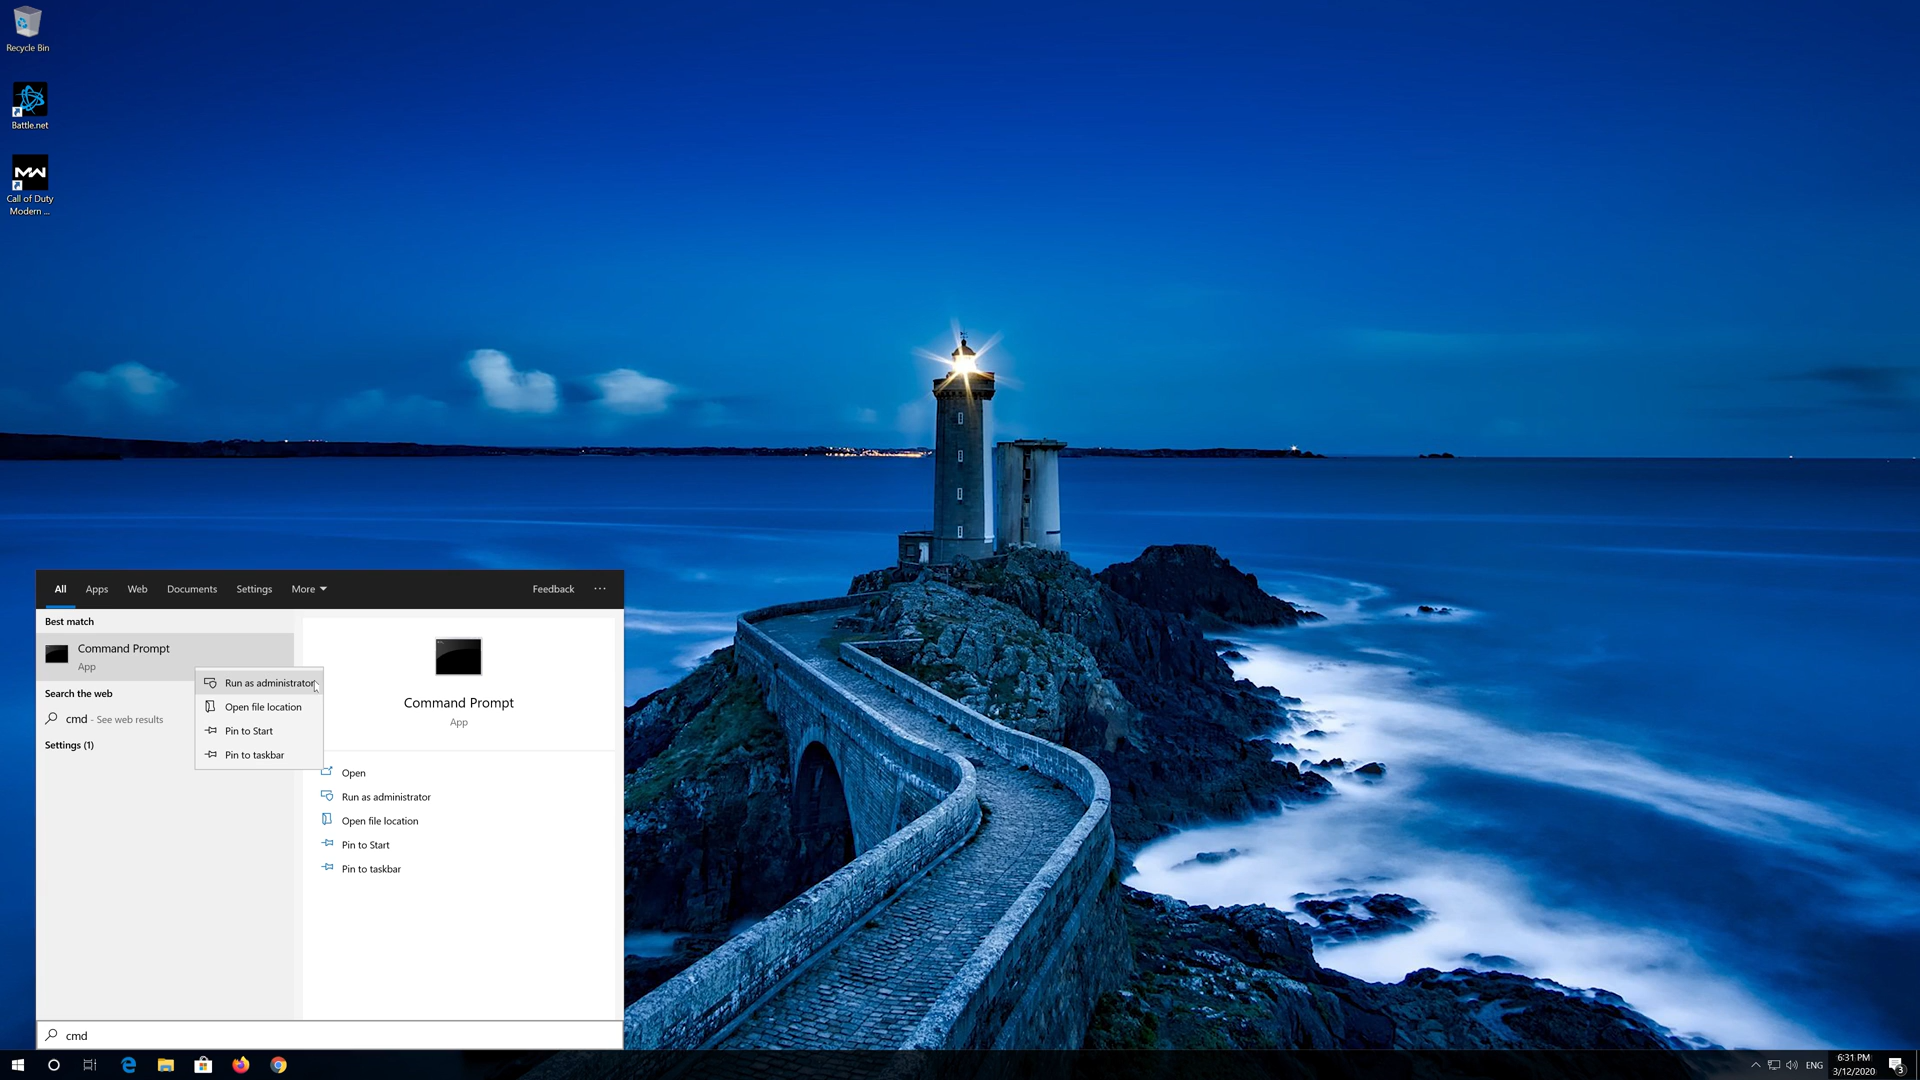 Recycle Bin
Battle.net
MW
Call of Duty
Modern ...
All Apps Web Documents Settings More Feedback ...
Best match
Command Prompt
App
Search the web
cmd - See web results
Settings (1)
Run as administrator
Open file location
Pin to Start
Pin to taskbar
Command Prompt
App
Open
Run as administrator
Open file location
Pin to Start
Pin to taskbar
cmd
ENG
6:31 PM
3/12/2020
3